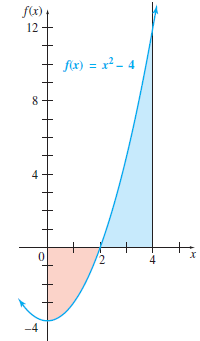 f(x)
12
f(x) = x² – 4
8
4
0 2 4 x
–4